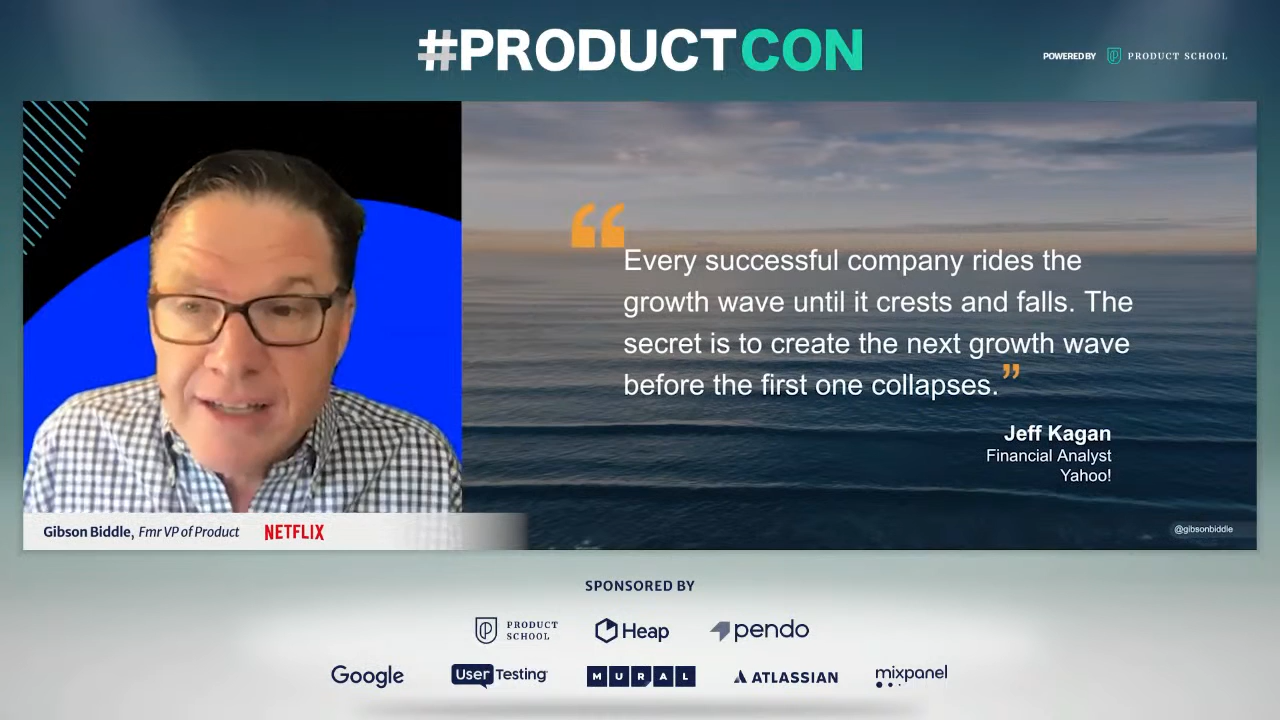 #PRODUCTCON
POWERED BY PRODUCT SCHOOL
“Every successful company rides the
growth wave until it crests and falls. The
secret is to create the next growth wave
before the first one collapses.”
Jeff Kagan
Financial Analyst
Yahoo!
@gibsonbiddle
Gibson Biddle, Fmr VP of Product NETFLIX
SPONSORED BY
PRODUCT SCHOOL Heap pendo
Google UserTesting MURAL ATLASSIAN mixpanel